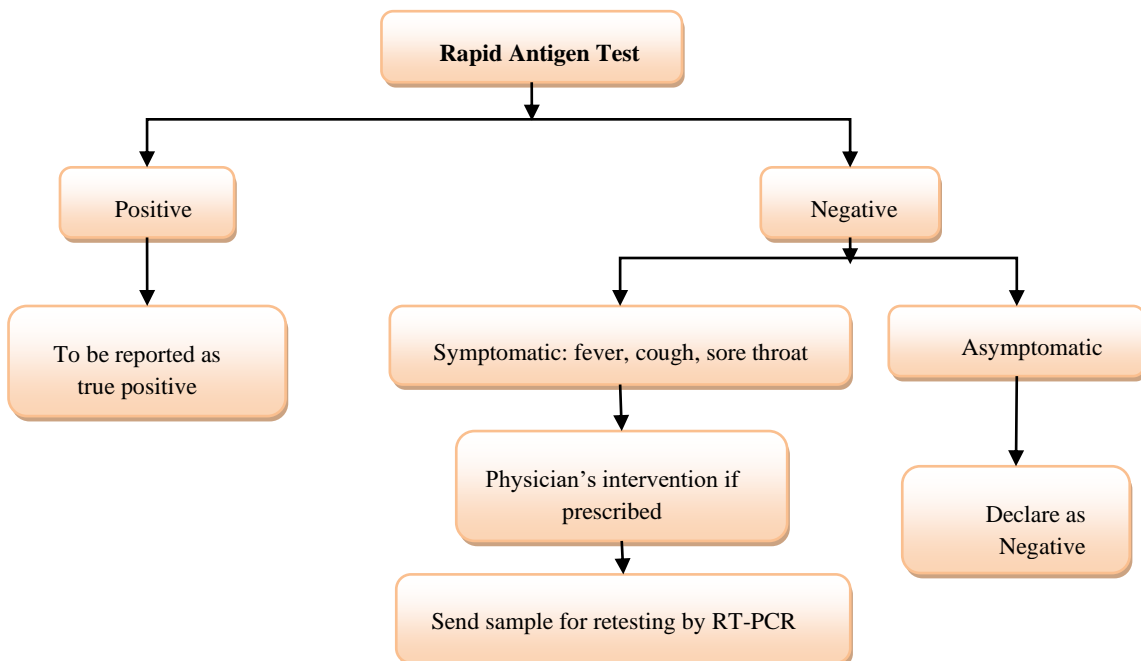 Rapid Antigen Test
Positive
Negative
To be reported as
true positive
Symptomatic: fever, cough, sore throat
Asymptomatic
Physician’s intervention if
prescribed
Declare as
Negative
Send sample for retesting by RT-PCR